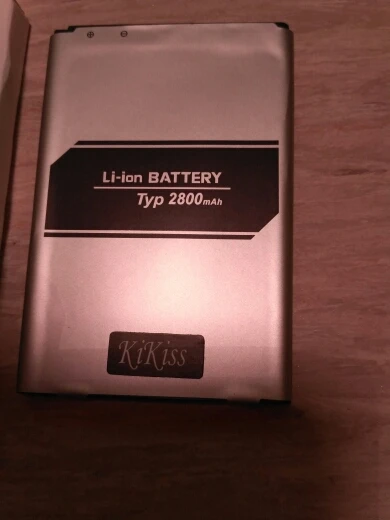 ⊕ ⊖
Li-ion BATTERY
Typ 2800mAh
KiKiss